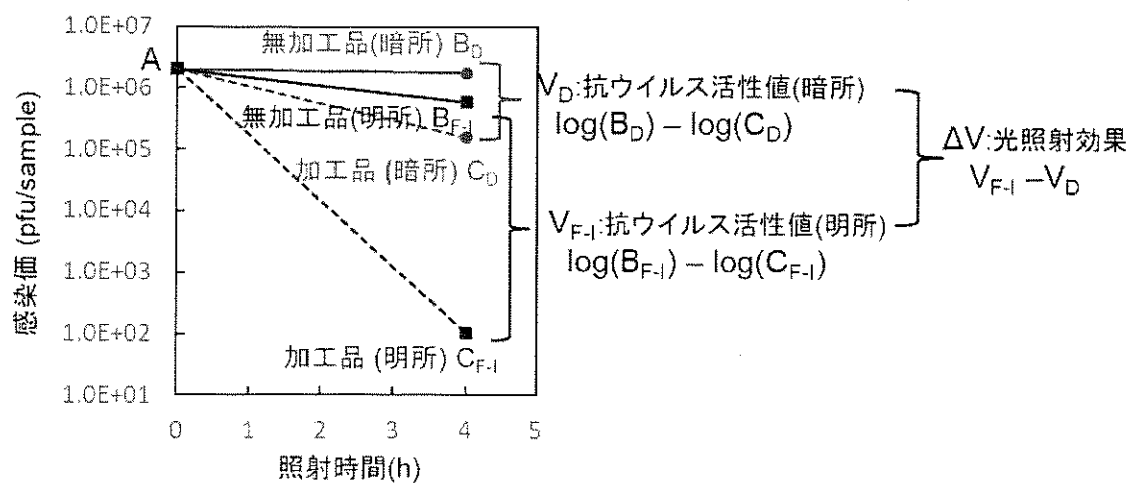 感染価 (pfu/sample)
1.0E+07
1.0E+06
1.0E+05
1.0E+04
1.0E+03
1.0E+02
1.0E+01
A
無加工品(暗所) B_D
無加工品(明所) B_F-I
加工品 (暗所) C_D
加工品 (明所) C_F-I
0 1 2 3 4 5
照射時間(h)
V_D:抗ウイルス活性値(暗所)
log(B_D) – log(C_D)
V_F-I:抗ウイルス活性値(明所)
log(B_F-I) – log(C_F-I)
ΔV:光照射効果
V_F-I –V_D